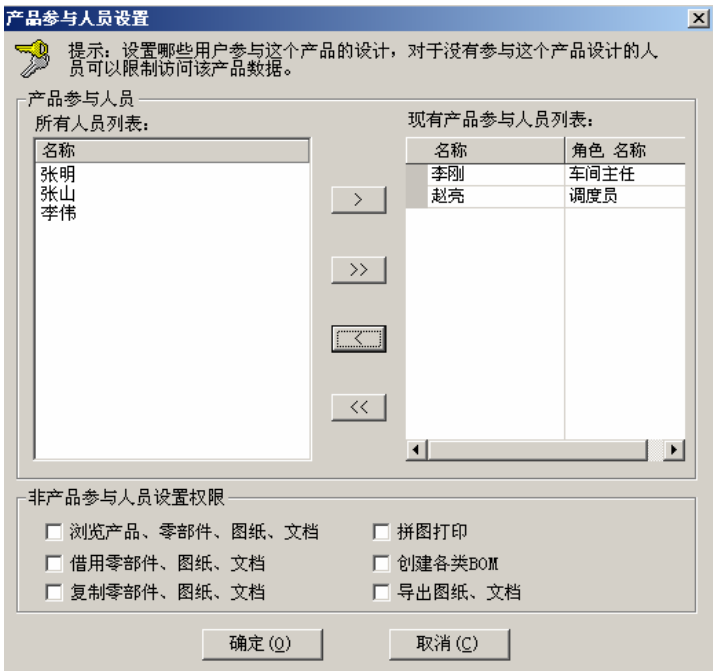 产品参与人员设置
提示：设置哪些用户参与这个产品的设计，对于没有参与这个产品设计的人
员可以限制访问该产品数据。
产品参与人员
所有人员列表：
现有产品参与人员列表：
名称
名称 角色 名称
张明
张山
李伟
李刚 车间主任
赵亮 调度员
>
>>
<
<<
非产品参与人员设置权限
浏览产品、零部件、图纸、文档
拼图打印
借用零部件、图纸、文档
创建各类BOM
复制零部件、图纸、文档
导出图纸、文档
确定(O)
取消(C)